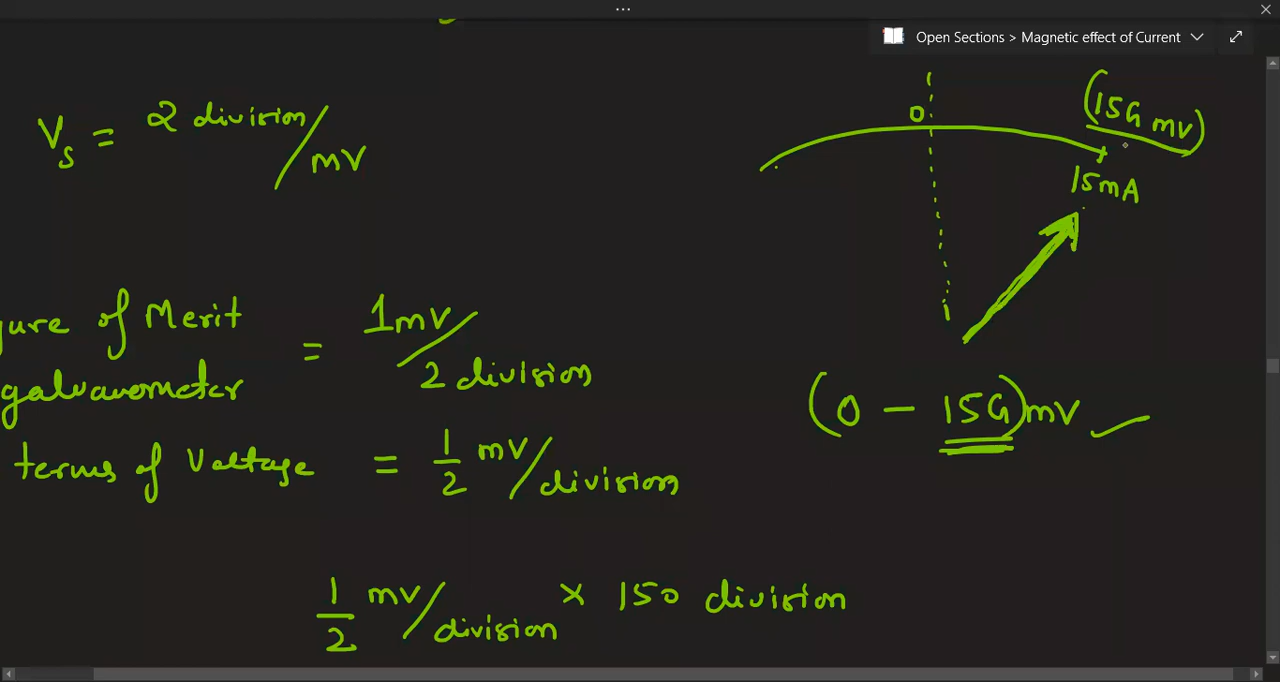 Open Sections > Magnetic effect of Current
0
(15G mV)
15mA
Vs = 2 division/mV
gure of Merit
galvanometer
terms of Voltage
= 1mV/2 division
= 1/2 mV/division
(0 - 15G)mV
1/2 mV/division × 150 division